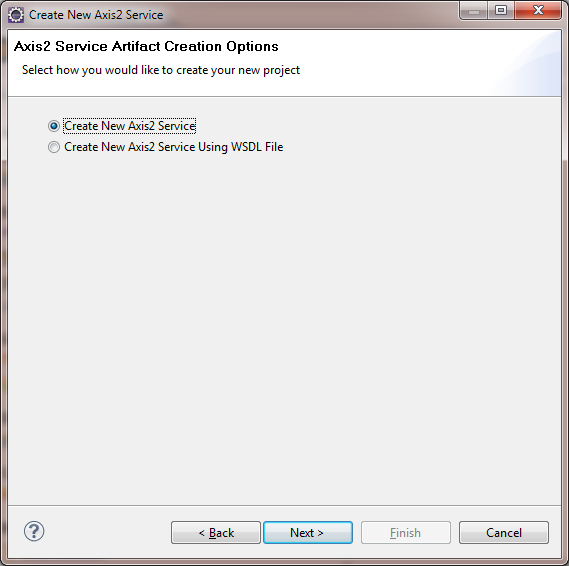 Create New Axis2 Service
Axis2 Service Artifact Creation Options
Select how you would like to create your new project
Create New Axis2 Service
Create New Axis2 Service Using WSDL File
?
< Back
Next >
Finish
Cancel